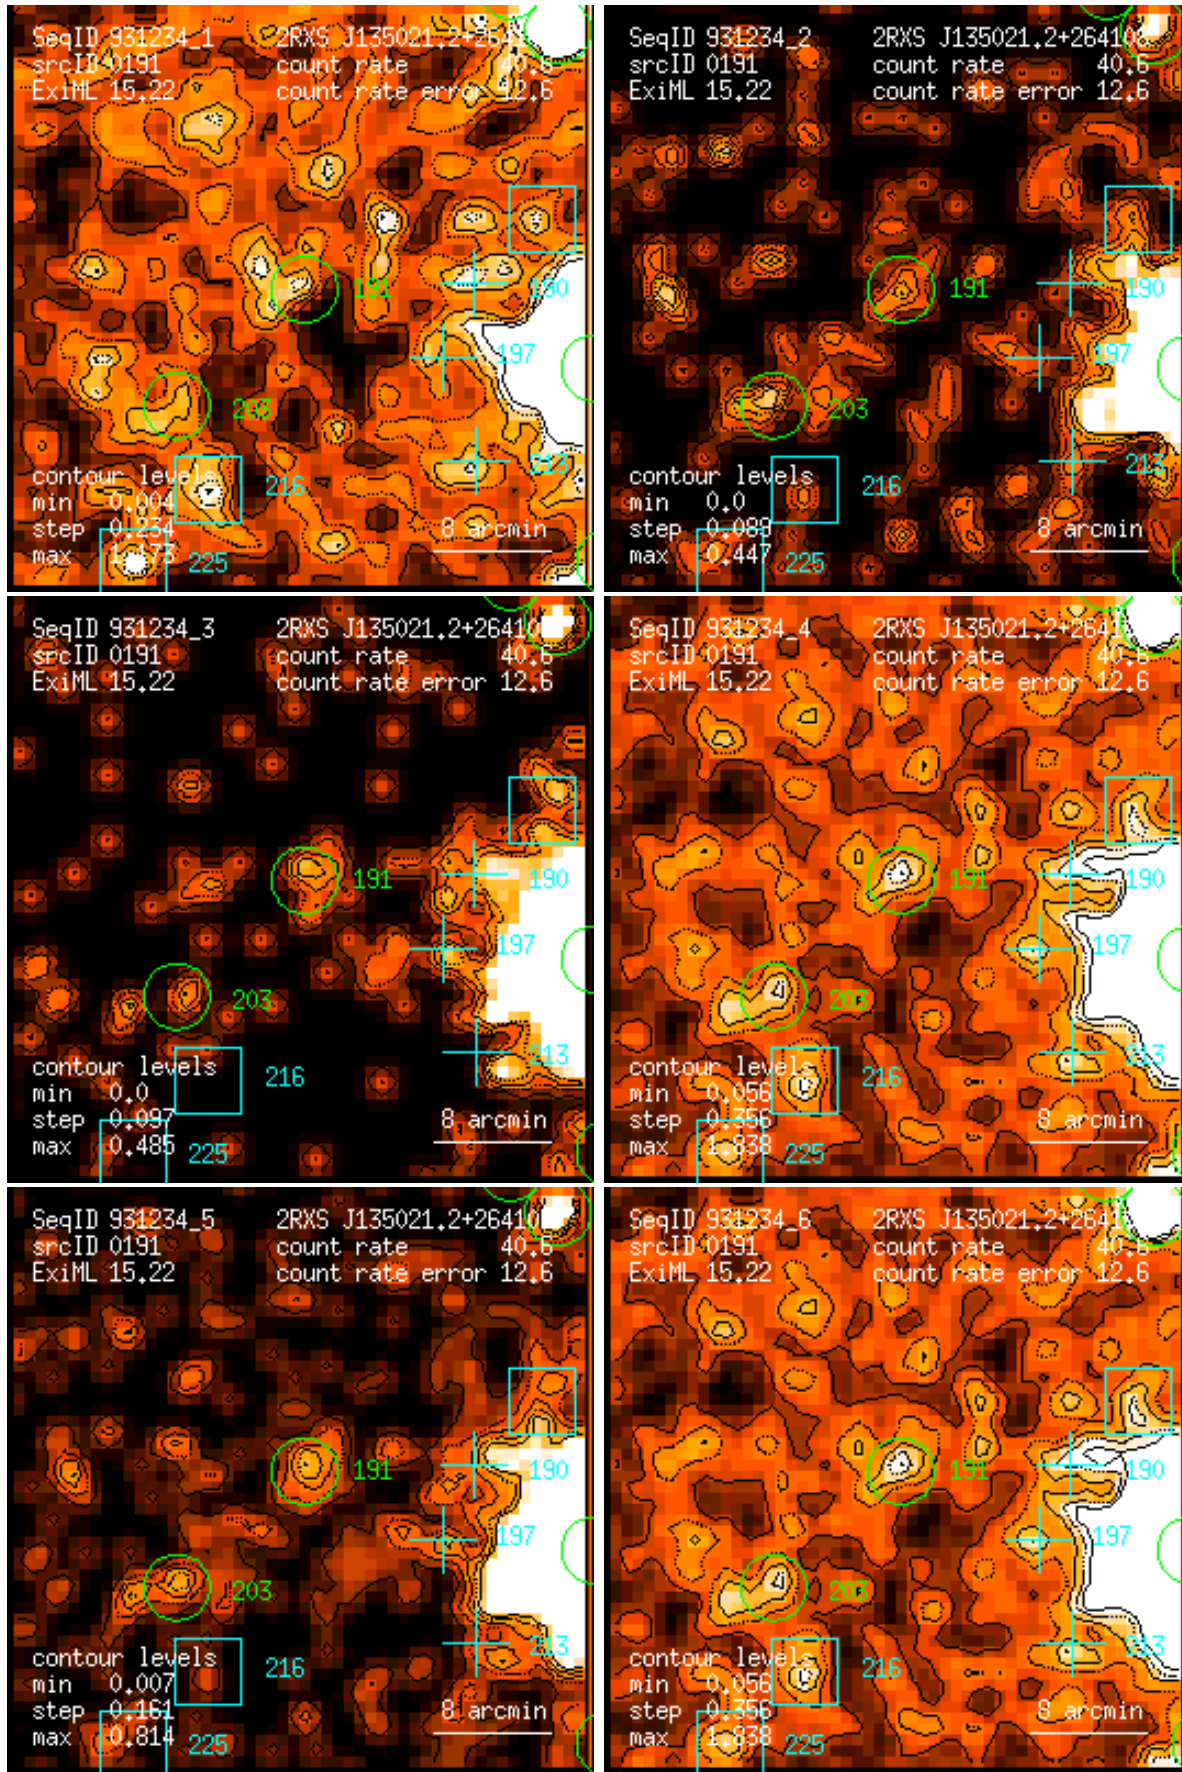 SeqID 931234_1 2RXS J135021.2+2641
srcID 0191 count rate 40.6
ExiML 15.22 count rate error 12.6
191
190
197
203
213
contour levels
216
min 0.004
step 0.234 8 arcmin
max 1.173
225
SeqID 931234_2 2RXS J135021.2+26410
srcID 0191 count rate 40.6
ExiML 15.22 count rate error 12.6
191
190
197
203
213
contour levels
216
min 0.0
step 0.089 8 arcmin
max 0.447
225
SeqID 931234_3 2RXS J135021.2+2641
srcID 0191 count rate 40.6
ExiML 15.22 count rate error 12.6
191
190
197
203
213
contour levels
216
min 0.0
step 0.097 8 arcmin
max 0.485
225
SeqID 931234_4 2RXS J135021.2+2641
srcID 0191 count rate 40.6
ExiML 15.22 count rate error 12.6
191
190
197
203
213
contour levels
216
min 0.056
step 0.356 8 arcmin
max 1.838
225
SeqID 931234_5 2RXS J135021.2+2641
srcID 0191 count rate 40.6
ExiML 15.22 count rate error 12.6
191
190
197
203
213
contour levels
216
min 0.007
step 0.161 8 arcmin
max 0.814
225
SeqID 931234_6 2RXS J135021.2+2641
srcID 0191 count rate 40.6
ExiML 15.22 count rate error 12.6
191
190
197
203
213
contour levels
216
min 0.056
step 0.356 8 arcmin
max 1.838
225